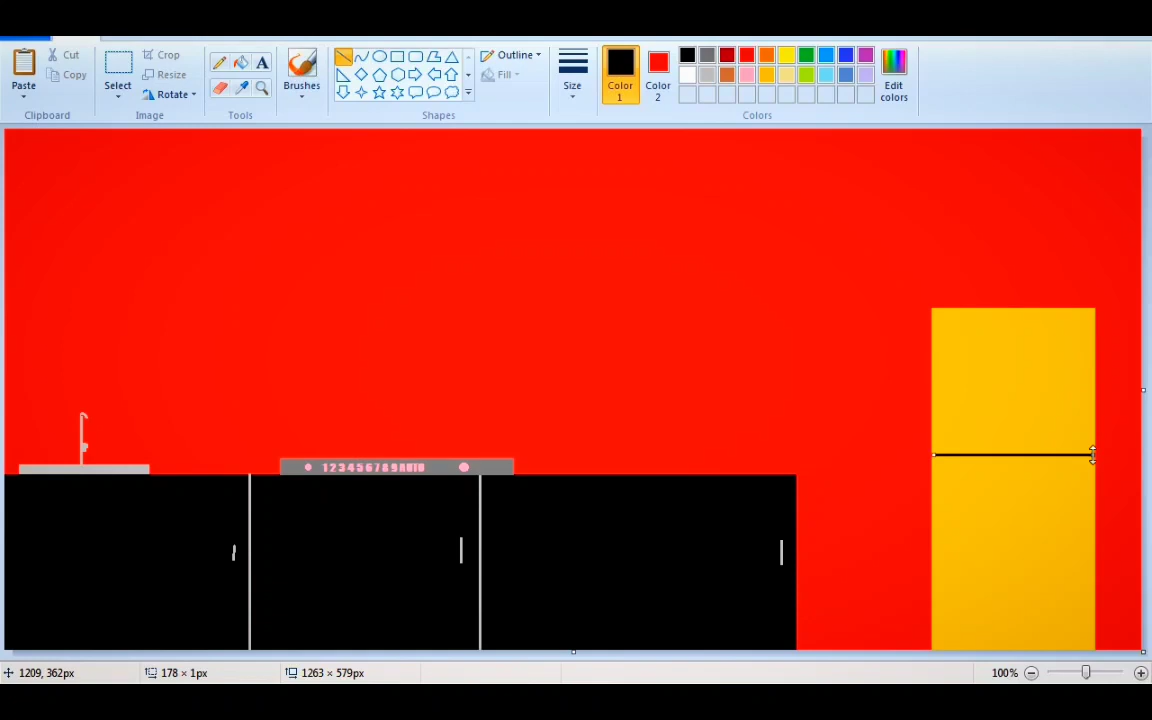 Paste
Cut
Copy
Clipboard
Select
Crop
Resize
Rotate
Image
A
Tools
Brushes
Shapes
Outline
Fill
Size
Color 1
Color 2
Edit colors
Colors
123456789
1209, 362px
178 × 1px
1263 × 579px
100%